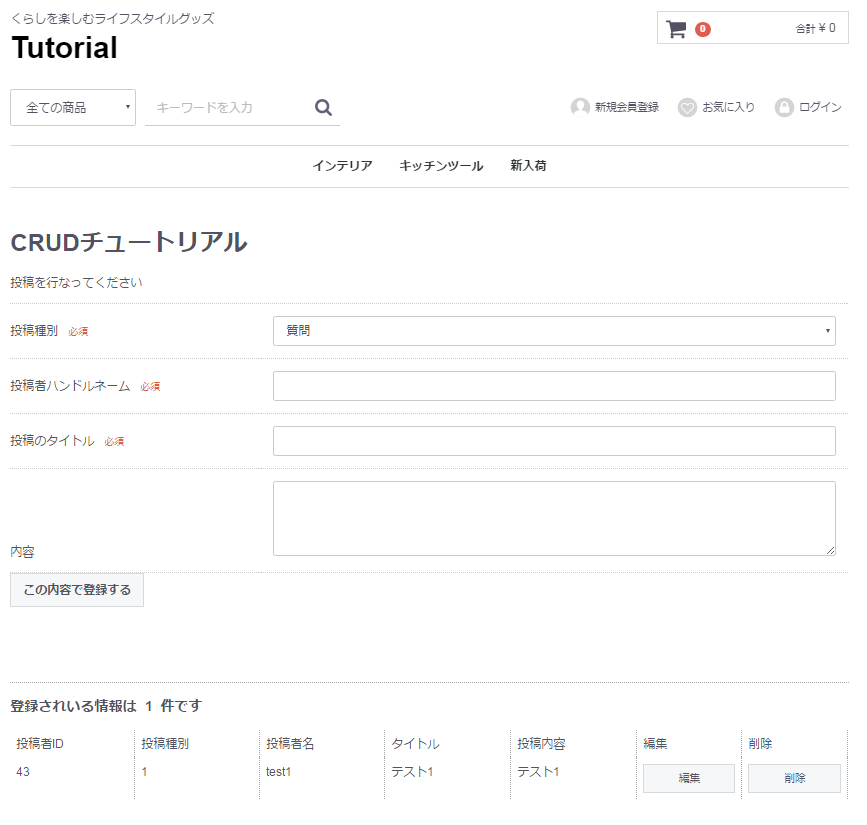 くらしを楽しむライフスタイルグッズ
Tutorial
0 合計 ¥ 0
全ての商品 キーワードを入力 新規会員登録 お気に入り ログイン
インテリア キッチンツール 新入荷
CRUDチュートリアル
投稿を行なってください
投稿種別 必須 質問
投稿者ハンドルネーム 必須
投稿のタイトル 必須
内容
この内容で登録する
登録されいる情報は 1 件です
投稿者ID 投稿種別 投稿者名 タイトル 投稿内容 編集 削除
43 1 test1 テスト1 テスト1 編集 削除